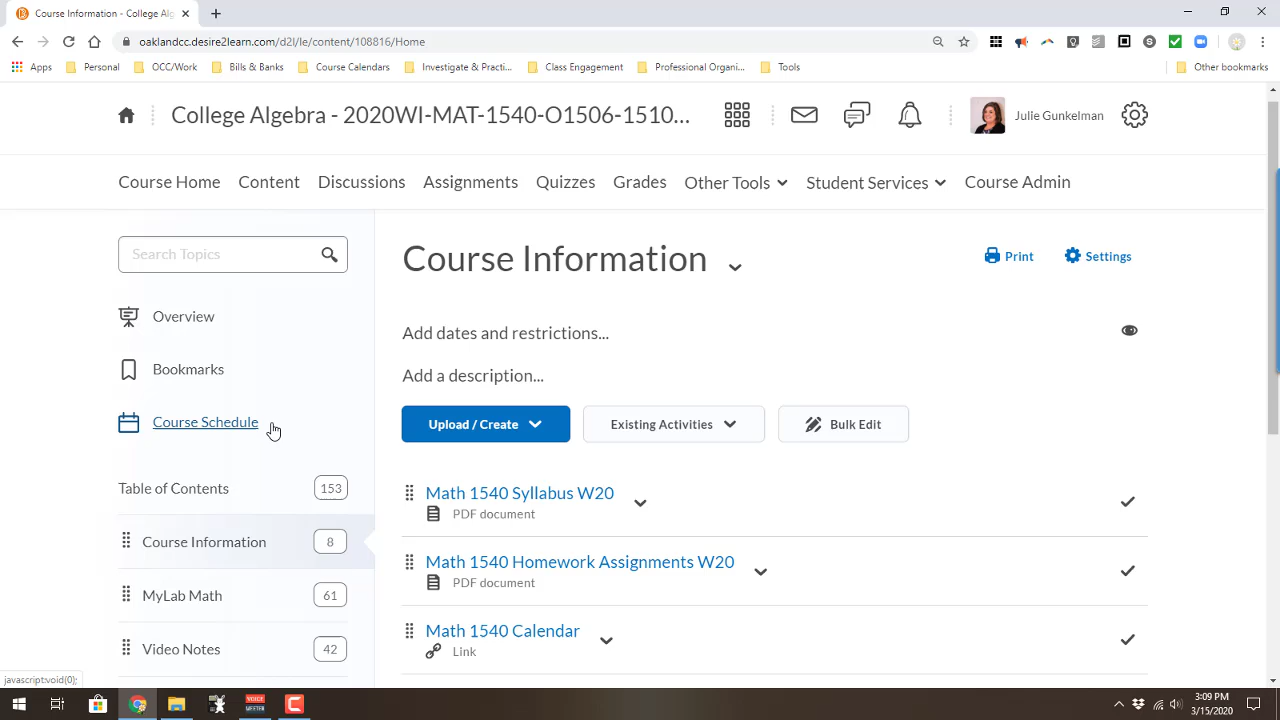 Course Information - College Alg
oaklandcc.desire2learn.com/d2l/le/content/108816/Home
Apps Personal OCC/Work Bills & Banks Course Calendars Investigate & Practi... Class Engagement Professional Organi... Tools Other bookmarks
College Algebra - 2020WI-MAT-1540-O1506-1510... Julie Gunkelman
Course Home Content Discussions Assignments Quizzes Grades Other Tools Student Services Course Admin
Search Topics
Overview
Bookmarks
Course Schedule
Table of Contents 153
Course Information 8
MyLab Math 61
Video Notes 42
Course Information
Print Settings
Add dates and restrictions...
Add a description...
Upload / Create Existing Activities Bulk Edit
Math 1540 Syllabus W20
PDF document
Math 1540 Homework Assignments W20
PDF document
Math 1540 Calendar
Link
javascript:void(0);
VOICE
MEETER
3:09 PM
3/15/2020